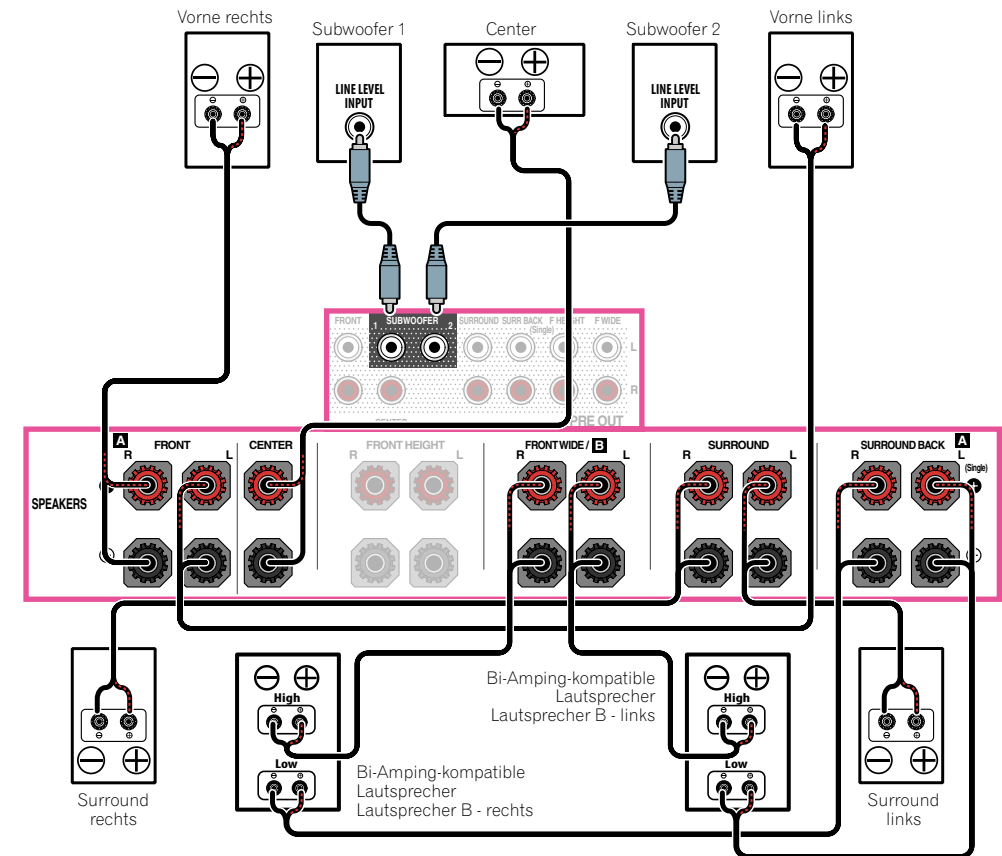 Vorne rechts
Subwoofer 1
Center
Subwoofer 2
Vorne links
LINE LEVEL
INPUT
LINE LEVEL
INPUT
FRONT SUBWOOFER SURROUND SURR BACK F HEIGHT F WIDE
1 2 (Single)
L
R
PRE OUT
A FRONT CENTER FRONT HEIGHT FRONT WIDE / B SURROUND SURROUND BACK A
R L R L R L R L R L
(Single)
SPEAKERS
High
Low
Bi-Amping-kompatible
Lautsprecher
Lautsprecher B - rechts
Bi-Amping-kompatible
Lautsprecher
Lautsprecher B - links
High
Low
Surround
rechts
Surround
links